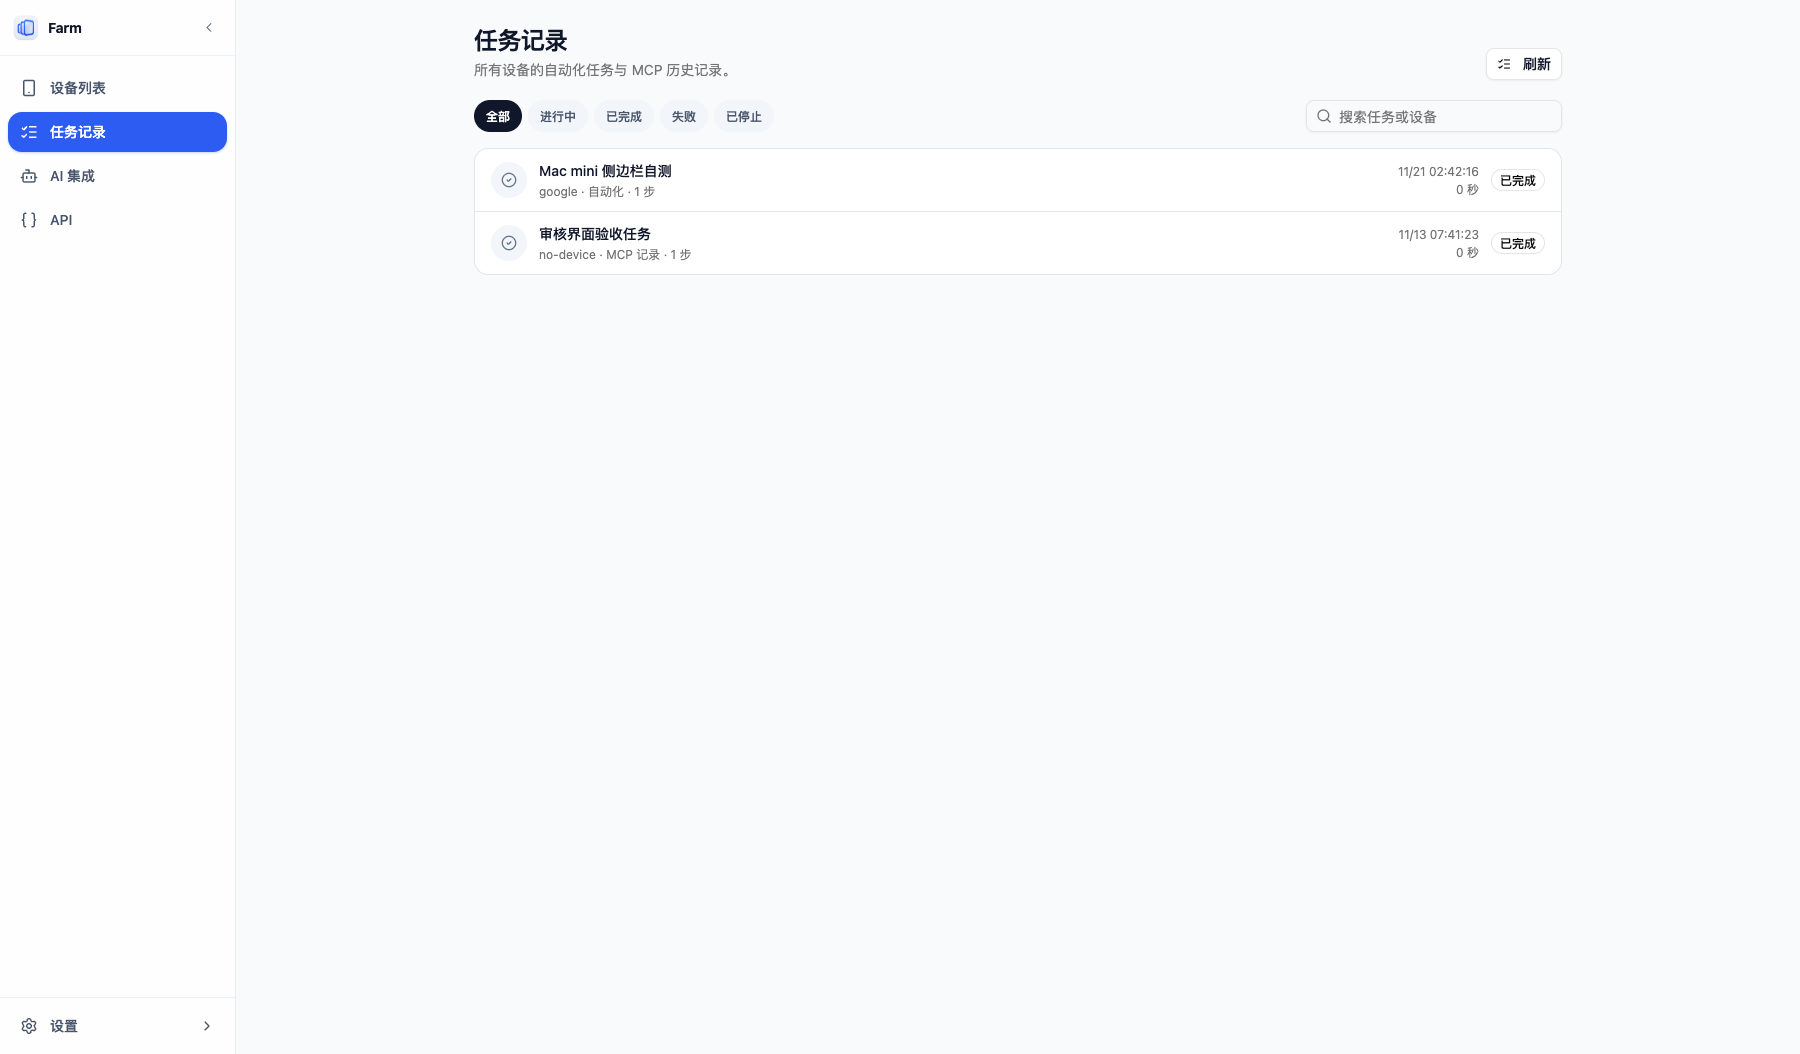 Farm
设备列表
任务记录
AI 集成
API
设置
任务记录
所有设备的自动化任务与 MCP 历史记录。
刷新
全部
进行中
已完成
失败
已停止
搜索任务或设备
Mac mini 侧边栏自测
google · 自动化 · 1 步
11/21 02:42:16
0 秒
已完成
审核界面验收任务
no-device · MCP 记录 · 1 步
11/13 07:41:23
0 秒
已完成